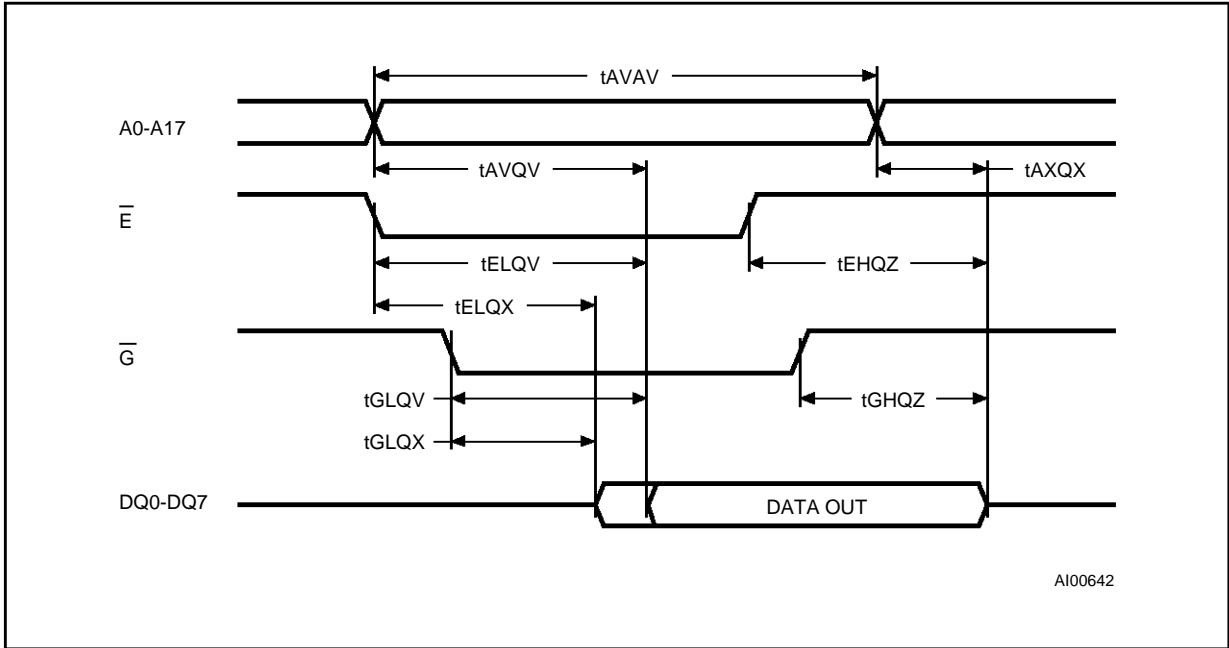 tAVAV
A0-A17
tAVQV
tAXQX
E
tELQV
tEHQZ
tELQX
G
tGLQV
tGHQZ
tGLQX
DQ0-DQ7
DATA OUT
AI00642